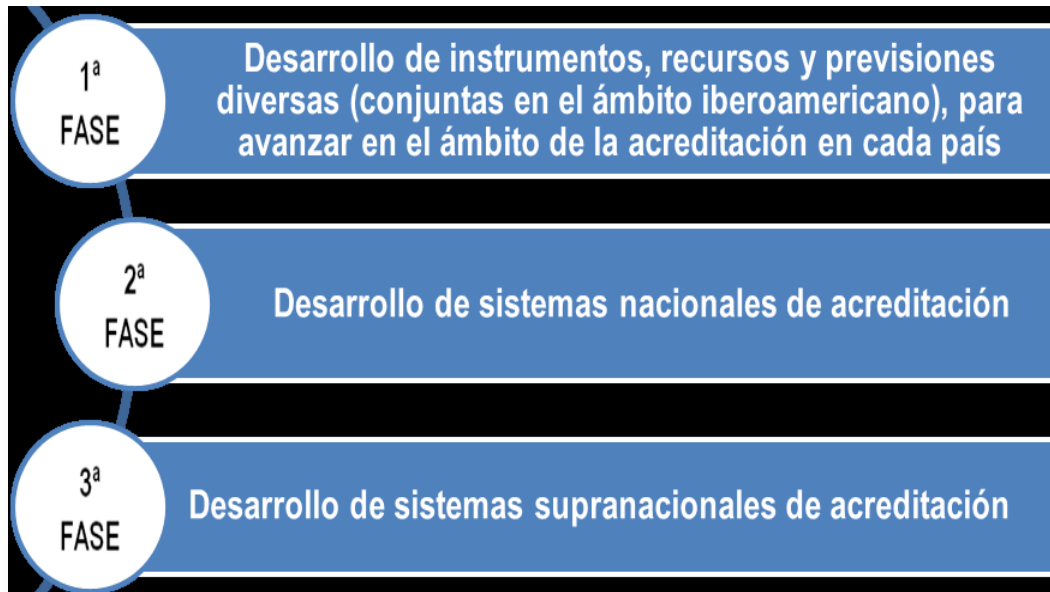 1ª
FASE
Desarrollo de instrumentos, recursos y previsiones
diversas (conjuntas en el ámbito iberoamericano), para
avanzar en el ámbito de la acreditación en cada país
2ª
FASE
Desarrollo de sistemas nacionales de acreditación
3ª
FASE
Desarrollo de sistemas supranacionales de acreditación